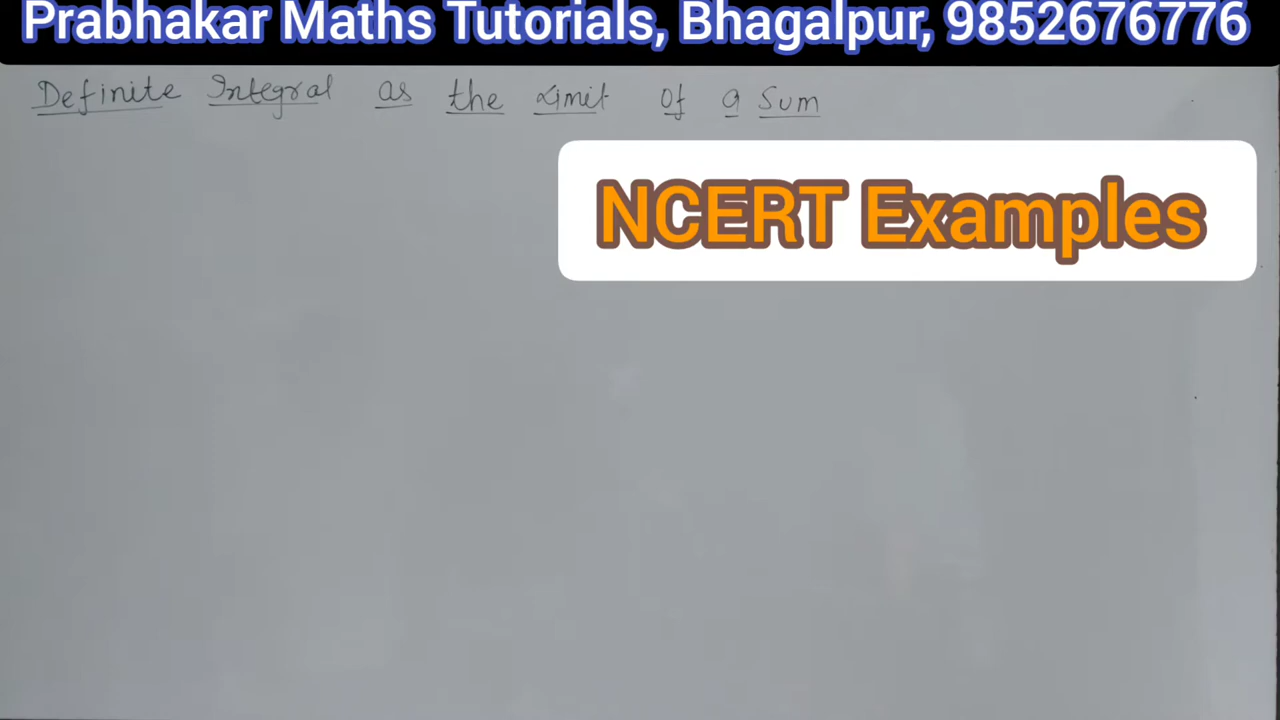 Prabhakar Maths Tutorials, Bhagalpur, 9852676776
Definite Integral as the Limit of a Sum
NCERT Examples